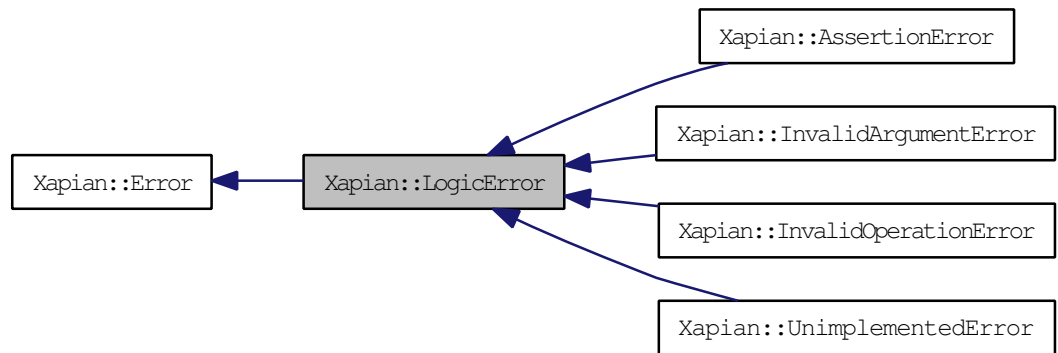 Xapian::Error
Xapian::LogicError
Xapian::AssertionError
Xapian::InvalidArgumentError
Xapian::InvalidOperationError
Xapian::UnimplementedError